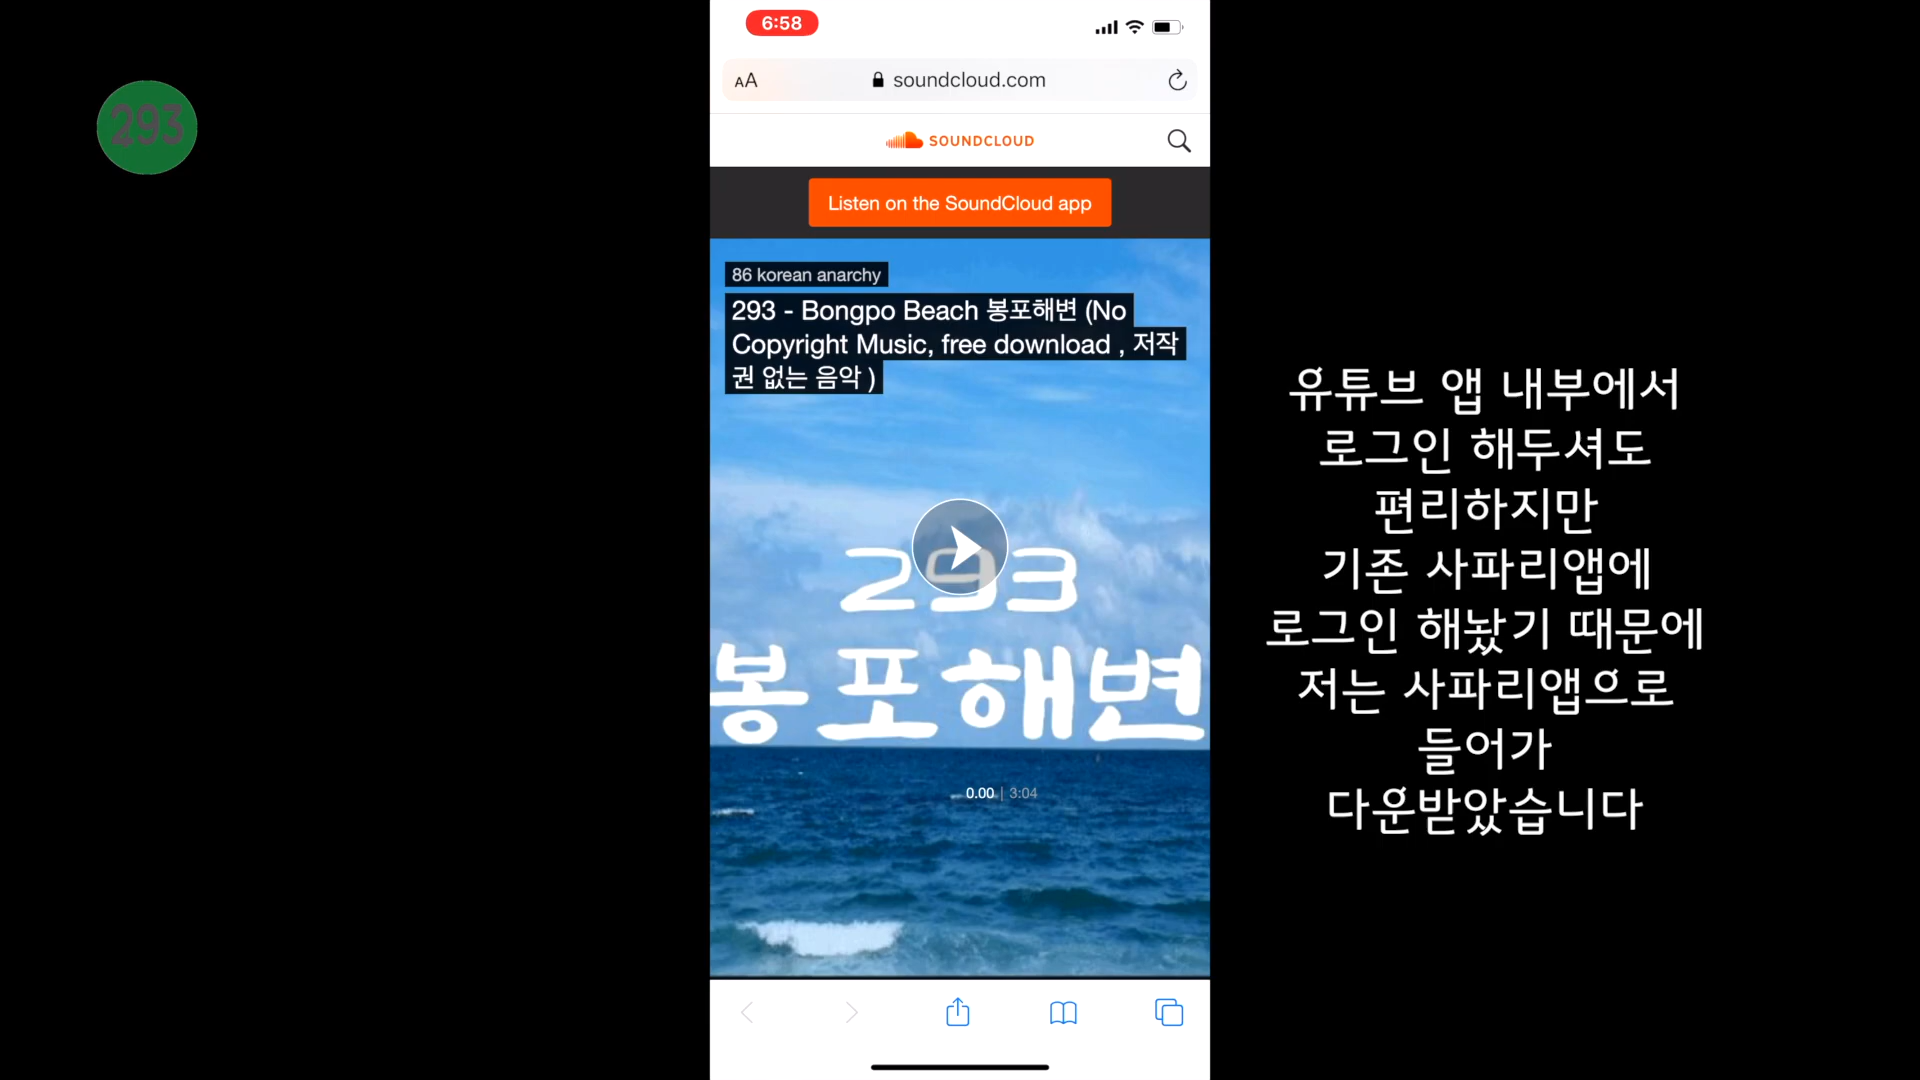 293
6:58
AA
soundcloud.com
SOUNDCLOUD
Listen on the SoundCloud app
86 korean anarchy
293 - Bongpo Beach 봉포해변 (No
Copyright Music, free download , 저작
권 없는 음악 )
293
봉포해변
0.00 | 3:04
유튜브 앱 내부에서
로그인 해두셔도
편리하지만
기존 사파리앱에
로그인 해놨기 때문에
저는 사파리앱으로
들어가
다운받았습니다